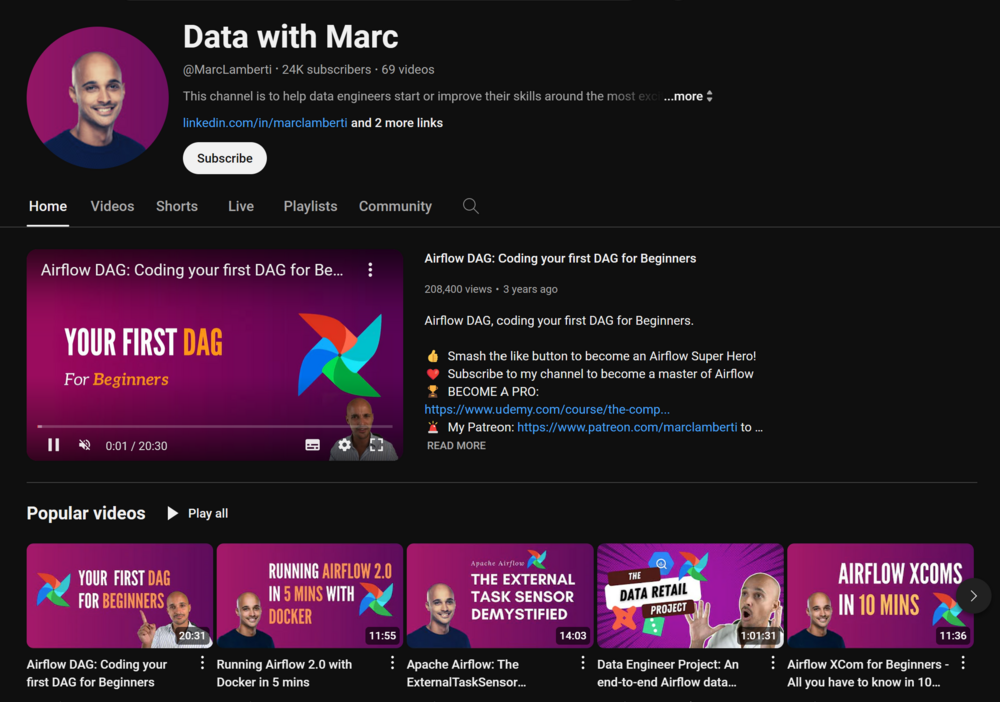 Data with Marc
@MarcLamberti · 24K subscribers · 69 videos
This channel is to help data engineers start or improve their skills around the most exc ...more
linkedin.com/in/marclamberti and 2 more links
Subscribe
Home Videos Shorts Live Playlists Community
Airflow DAG: Coding your first DAG for Be...
YOUR FIRST DAG
For Beginners
0:01 / 20:30
Airflow DAG: Coding your first DAG for Beginners
208,400 views • 3 years ago
Airflow DAG, coding your first DAG for Beginners.
👍 Smash the like button to become an Airflow Super Hero!
❤️ Subscribe to my channel to become a master of Airflow
🏆 BECOME A PRO:
https://www.udemy.com/course/the-comp...
🚨 My Patreon: https://www.patreon.com/marclamberti to ...
READ MORE
Popular videos Play all
YOUR FIRST DAG
FOR BEGINNERS
20:31
Airflow DAG: Coding your
first DAG for Beginners
RUNNING AIRFLOW 2.0
IN 5 MINS WITH
DOCKER
11:55
Running Airflow 2.0 with
Docker in 5 mins
Apache Airflow
THE EXTERNAL
TASK SENSOR
DEMYSTIFIED
14:03
Apache Airflow: The
ExternalTaskSensor...
THE
DATA RETAIL
PROJECT
1:01:31
Data Engineer Project: An
end-to-end Airflow data...
AIRFLOW XCOMS
IN 10 MINS
11:36
Airflow XCom for Beginners -
All you have to know in 10...